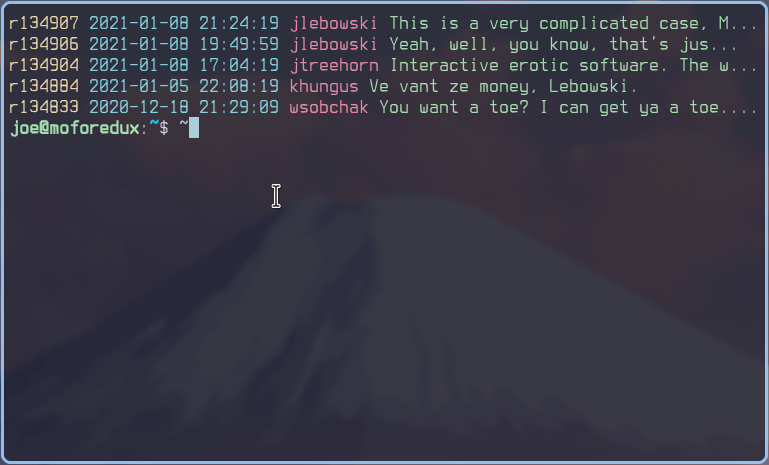 r134907 2021-01-08 21:24:19 jlebowski This is a very complicated case, M...
r134906 2021-01-08 19:49:59 jlebowski Yeah, well, you know, that's jus...
r134904 2021-01-08 17:04:19 jtreehorn Interactive erotic software. The w...
r134884 2021-01-05 22:08:19 khungus Ve vant ze money, Lebowski.
r134833 2020-12-18 21:29:09 wsobchak You want a toe? I can get ya a toe....
joe@moforedux:~$ ~